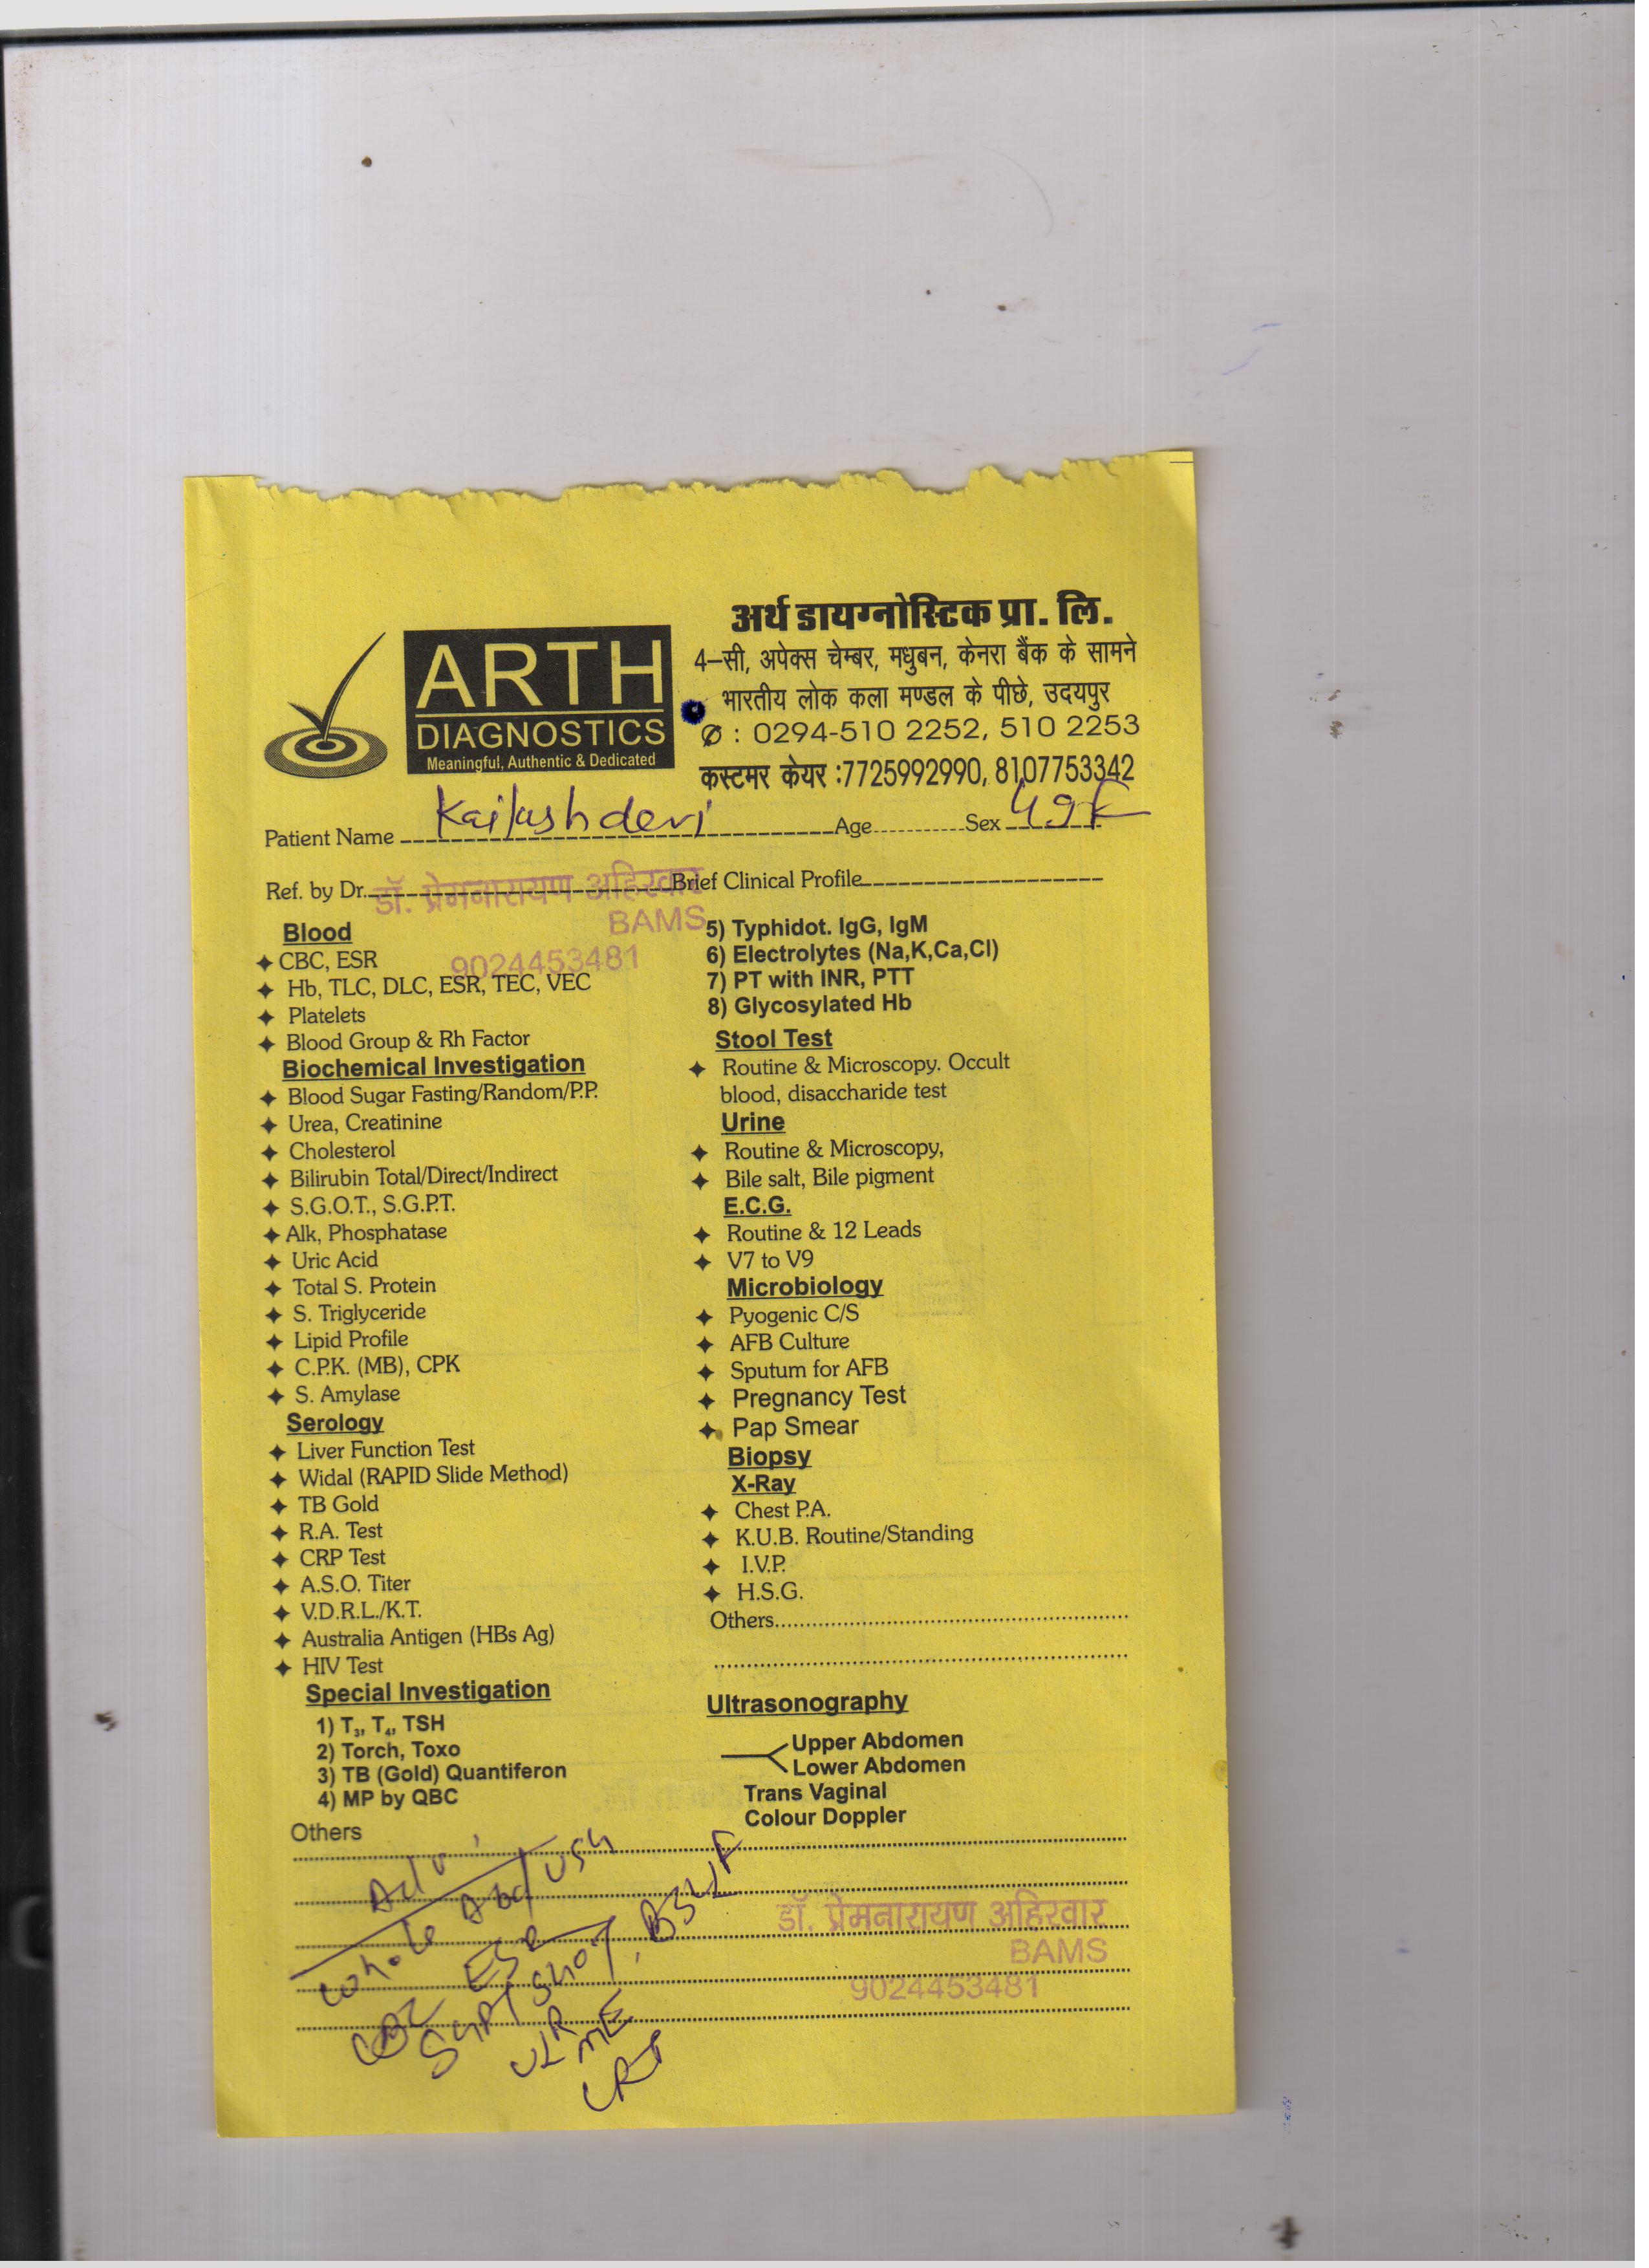 अर्थ डायग्नोस्टिक प्रा. लि.
4-सी, अपेक्स चेम्बर, मधुबन, केनरा बैंक के सामने
भारतीय लोक कला मण्डल के पीछे, उदयपुर
: 0294-510 2252, 510 2253
कस्टमर केयर :7725992990, 8107753342
ARTH
DIAGNOSTICS
Meaningful, Authentic & Dedicated
Patient Name Kailash devi Age Sex 49 F
Ref. by Dr. डॉ. प्रेमनारायण अहिरवार Brief Clinical Profile
BAMS
9024453481
Blood
CBC, ESR
Hb, TLC, DLC, ESR, TEC, VEC
Platelets
Blood Group & Rh Factor
Biochemical Investigation
Blood Sugar Fasting/Random/P.P.
Urea, Creatinine
Cholesterol
Bilirubin Total/Direct/Indirect
S.G.O.T., S.G.P.T.
Alk, Phosphatase
Uric Acid
Total S. Protein
S. Triglyceride
Lipid Profile
C.P.K. (MB), CPK
S. Amylase
Serology
Liver Function Test
Widal (RAPID Slide Method)
TB Gold
R.A. Test
CRP Test
A.S.O. Titer
V.D.R.L./K.T.
Australia Antigen (HBs Ag)
HIV Test
Special Investigation
1) T3, T4, TSH
2) Torch, Toxo
3) TB (Gold) Quantiferon
4) MP by QBC
5) Typhidot. IgG, IgM
6) Electrolytes (Na,K,Ca,Cl)
7) PT with INR, PTT
8) Glycosylated Hb
Stool Test
Routine & Microscopy. Occult
blood, disaccharide test
Urine
Routine & Microscopy,
Bile salt, Bile pigment
E.C.G.
Routine & 12 Leads
V7 to V9
Microbiology
Pyogenic C/S
AFB Culture
Sputum for AFB
Pregnancy Test
Pap Smear
Biopsy
X-Ray
Chest P.A.
K.U.B. Routine/Standing
I.V.P.
H.S.G.
Others
Ultrasonography
Upper Abdomen
Lower Abdomen
Trans Vaginal
Colour Doppler
Others
Adv
whole Abd USG
CBC ESR
SGPT SGOT,
CRP
डॉ. प्रेमनारायण अहिरवार
BAMS
9024453481